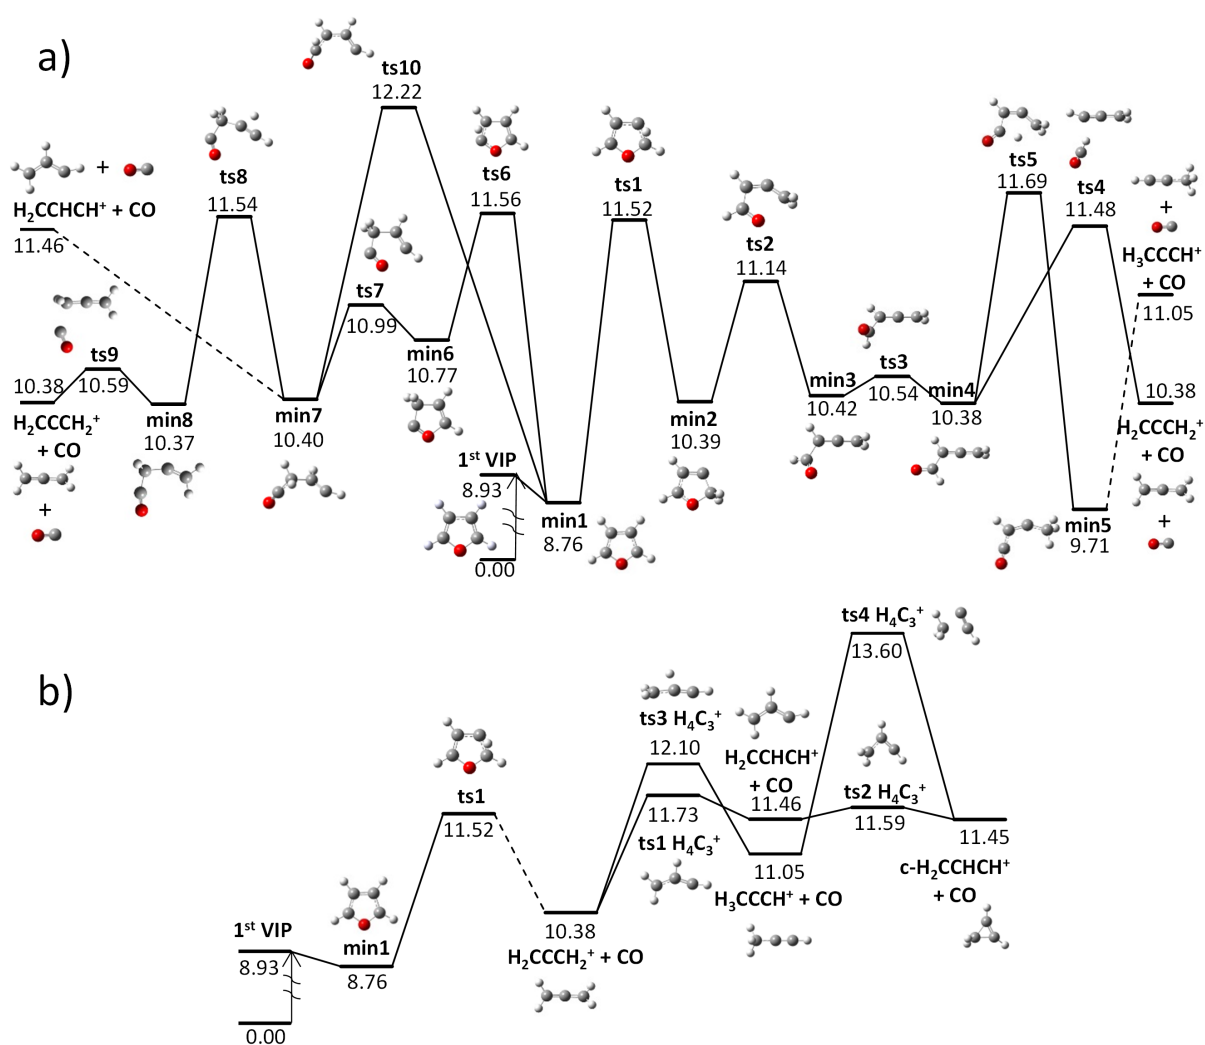 a)
ts10
12.22
ts8
11.54
ts6
11.56
ts1
11.52
ts5
11.69
ts4
11.48
+
H₂CCHCH⁺ + CO
11.46
ts2
11.14
+
H₃CCCH⁺
+ CO
11.05
ts7
10.99
min6
10.77
ts9
10.38
10.59
H₂CCCH₂⁺
+ CO
+
min8
10.37
min7
10.40
min2
10.39
min3
10.42
ts3
10.54
min4
10.38
10.38
H₂CCCH₂⁺
+ CO
+
1ˢᵗ VIP
8.93
0.00
min1
8.76
min5
9.71
b)
ts4 H₄C₃⁺
13.60
ts3 H₄C₃⁺
12.10
H₂CCHCH⁺
+ CO
11.46
ts2 H₄C₃⁺
11.59
ts1
11.52
11.73
ts1 H₄C₃⁺
11.05
H₃CCCH⁺ + CO
11.45
c-H₂CCHCH⁺
+ CO
10.38
H₂CCCH₂⁺ + CO
1ˢᵗ VIP
8.93
min1
8.76
0.00